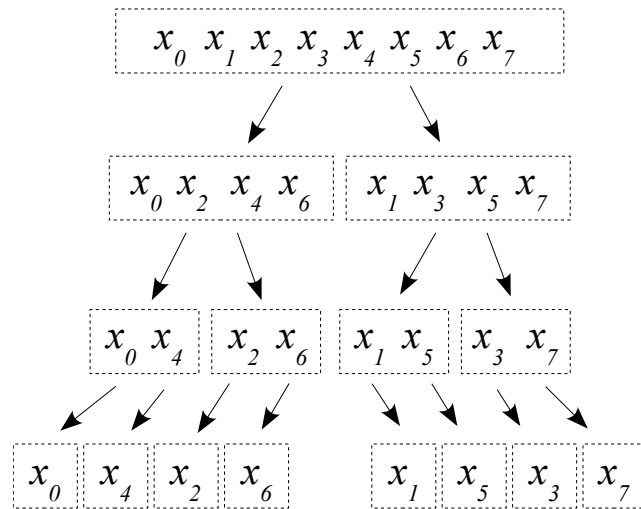 x₀ x₁ x₂ x₃ x₄ x₅ x₆ x₇
x₀ x₂ x₄ x₆ x₁ x₃ x₅ x₇
x₀ x₄ x₂ x₆ x₁ x₅ x₃ x₇
x₀ x₄ x₂ x₆ x₁ x₅ x₃ x₇